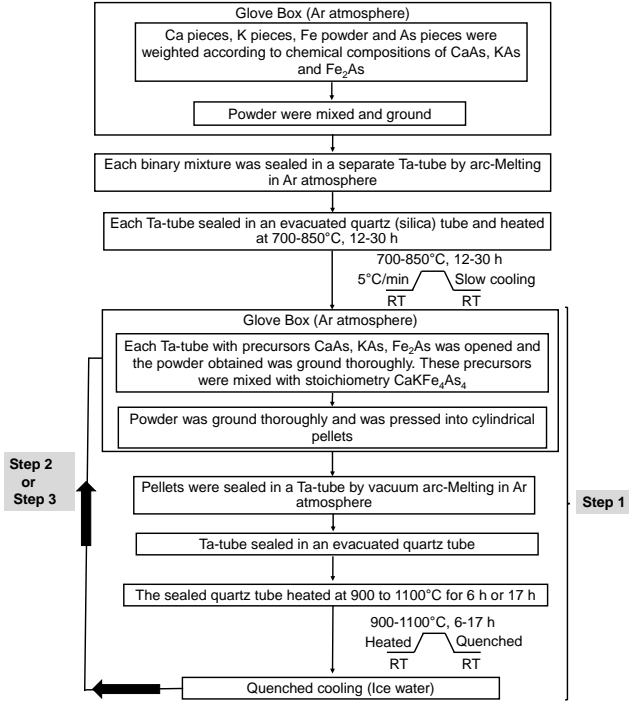 Glove Box (Ar atmosphere)
Ca pieces, K pieces, Fe powder and As pieces were
weighted according to chemical compositions of CaAs, KAs
and Fe₂As
Powder were mixed and ground
Each binary mixture was sealed in a separate Ta-tube by arc-Melting
in Ar atmosphere
Each Ta-tube sealed in an evacuated quartz (silica) tube and heated
at 700-850°C, 12-30 h
700-850°C, 12-30 h
5°C/min Slow cooling
RT RT
Glove Box (Ar atmosphere)
Each Ta-tube with precursors CaAs, KAs, Fe₂As was opened and
the powder obtained was ground thoroughly. These precursors
were mixed with stoichiometry CaKFe₄As₄
Powder was ground thoroughly and was pressed into cylindrical
pellets
Step 2
or
Step 3
Step 1
Pellets were sealed in a Ta-tube by vacuum arc-Melting in Ar
atmosphere
Ta-tube sealed in an evacuated quartz tube
The sealed quartz tube heated at 900 to 1100°C for 6 h or 17 h
900-1100°C, 6-17 h
Heated Quenched
RT RT
Quenched cooling (Ice water)